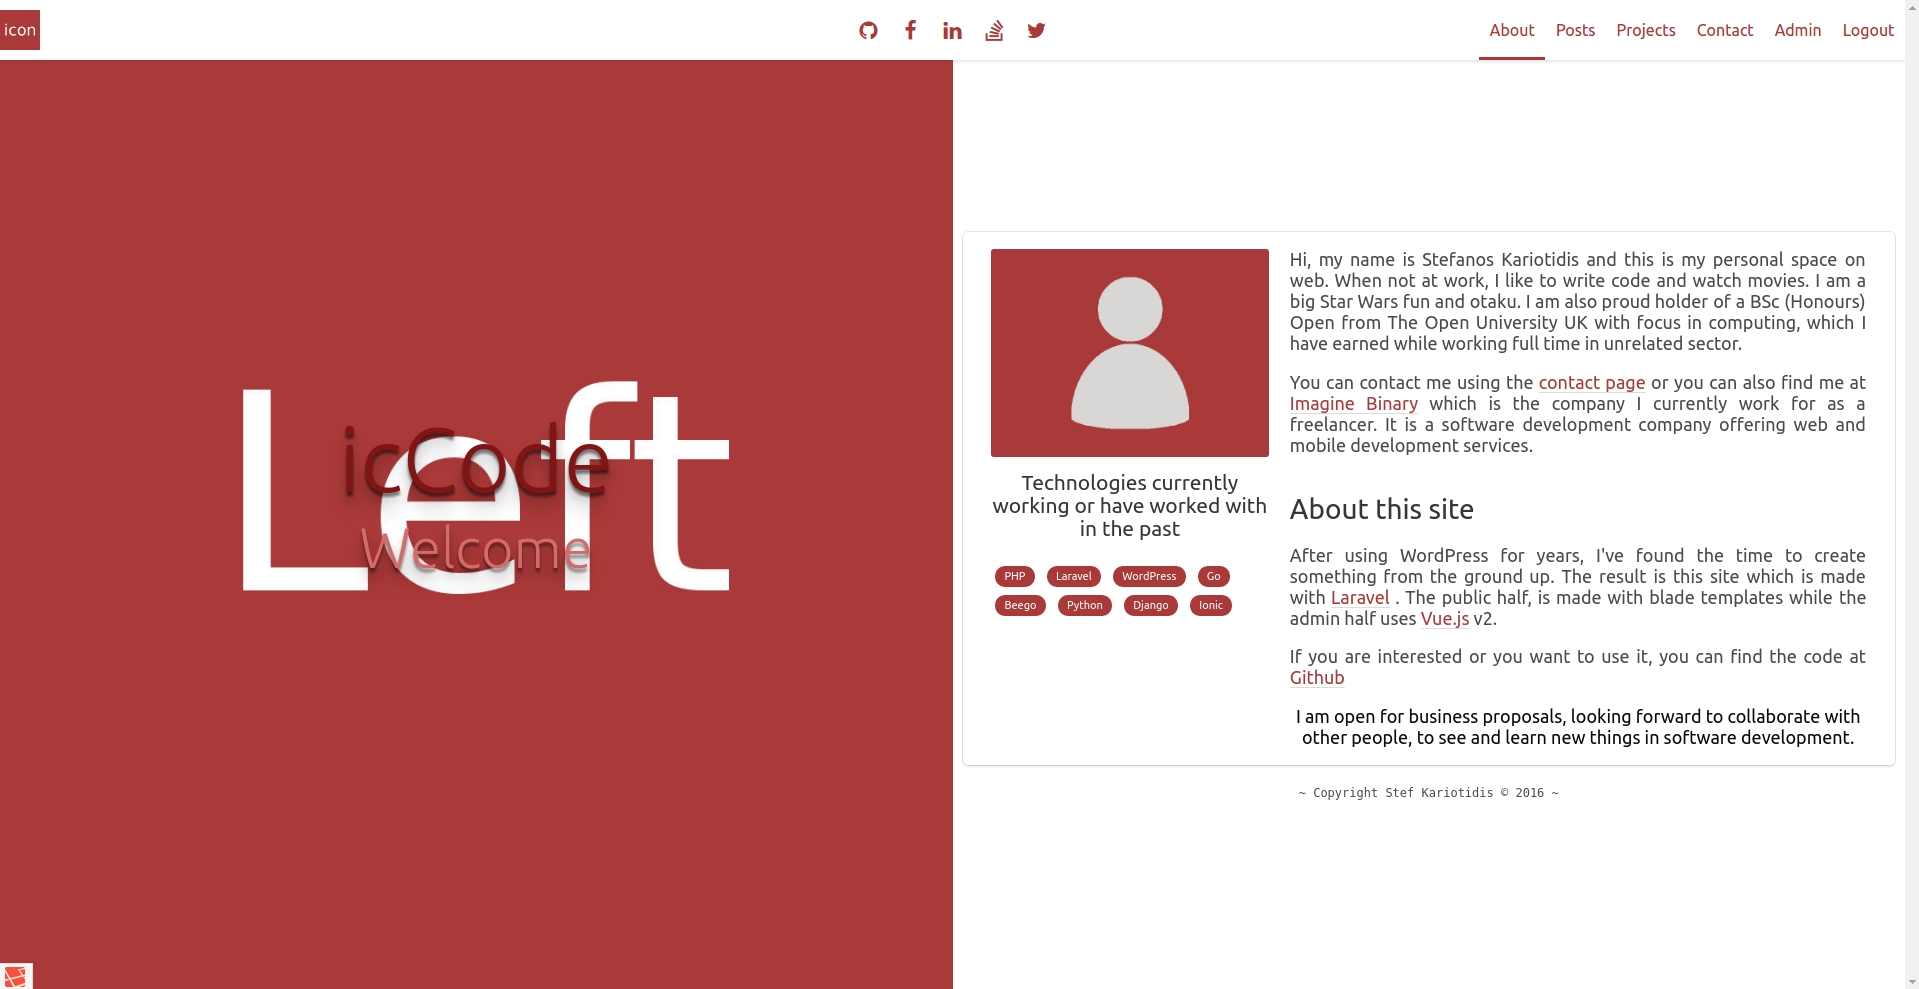 icon
About Posts Projects Contact Admin Logout
Left
icCode
Welcome
Technologies currently
working or have worked with
in the past
PHP Laravel WordPress Go
Beego Python Django Ionic
Hi, my name is Stefanos Kariotidis and this is my personal space on
web. When not at work, I like to write code and watch movies. I am a
big Star Wars fun and otaku. I am also proud holder of a BSc (Honours)
Open from The Open University UK with focus in computing, which I
have earned while working full time in unrelated sector.
You can contact me using the contact page or you can also find me at
Imagine Binary which is the company I currently work for as a
freelancer. It is a software development company offering web and
mobile development services.
About this site
After using WordPress for years, I've found the time to create
something from the ground up. The result is this site which is made
with Laravel . The public half, is made with blade templates while the
admin half uses Vue.js v2.
If you are interested or you want to use it, you can find the code at
Github
I am open for business proposals, looking forward to collaborate with
other people, to see and learn new things in software development.
~ Copyright Stef Kariotidis © 2016 ~